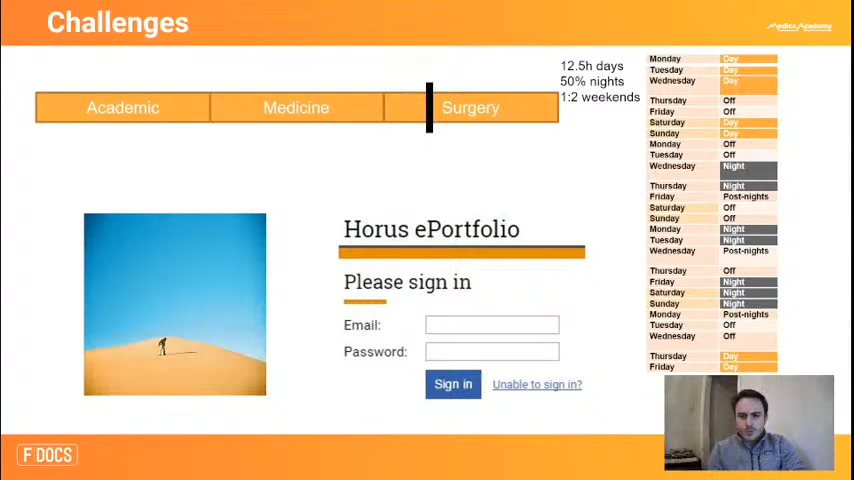 Challenges
Medics.Academy
Academic Medicine Surgery
12.5h days
50% nights
1:2 weekends
Monday Day
Tuesday Day
Wednesday Day
Thursday Off
Friday Off
Saturday Day
Sunday Day
Monday Off
Tuesday Off
Wednesday Night
Thursday Night
Friday Post-nights
Saturday Off
Sunday Off
Monday Night
Tuesday Night
Wednesday Post-nights
Thursday Off
Friday Night
Saturday Night
Sunday Night
Monday Post-nights
Tuesday Off
Wednesday Off
Thursday Day
Friday Day
Horus ePortfolio
Please sign in
Email:
Password:
Sign in Unable to sign in?
F DOCS